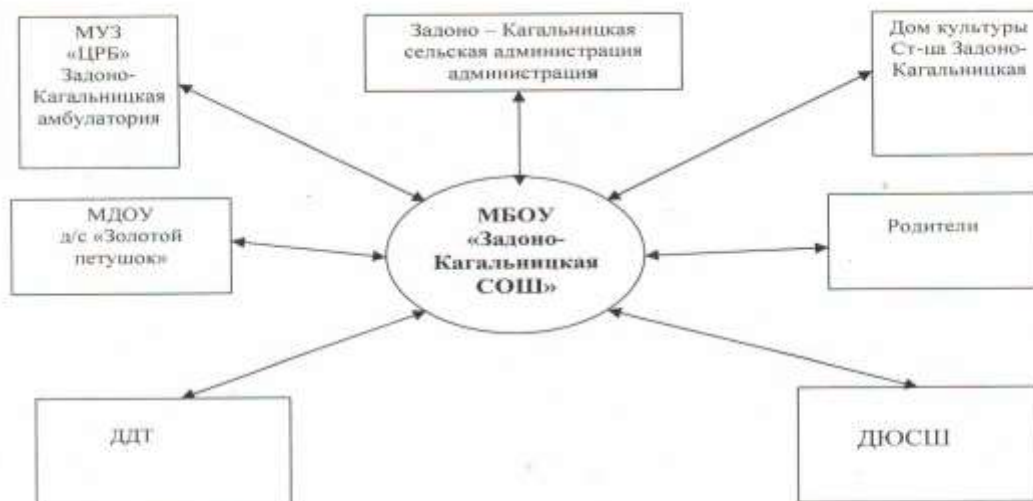 МУЗ
«ЦРБ»
Задоно-
Кагальницкая
амбулатория
Задоно – Кагальницкая
сельская администрация
администрация
Дом культуры
Ст-ца Задоно-
Кагальницкая
МДОУ
д/с «Золотой
петушок»
МБОУ
«Задоно-
Кагальницкая
СОШ»
Родители
ДДТ
ДЮСШ